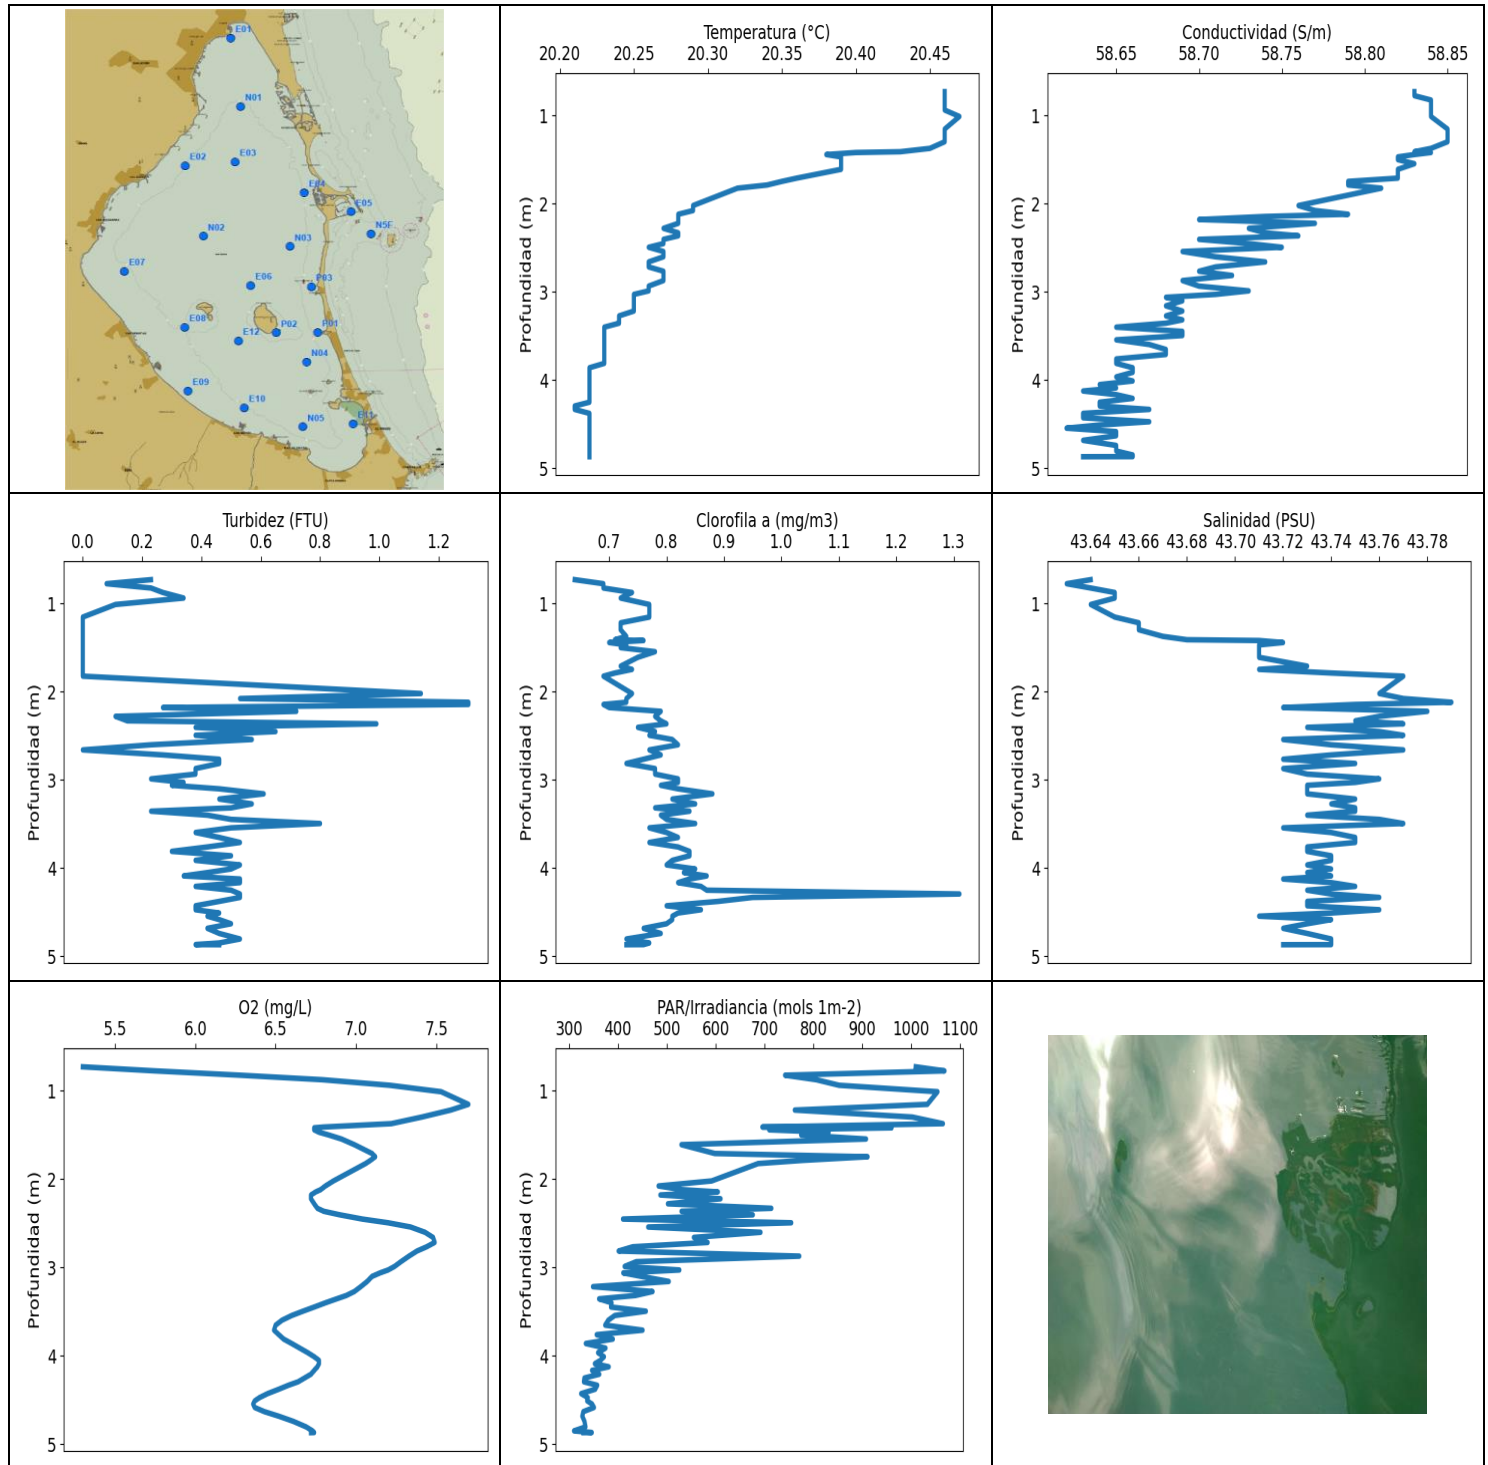 E01
N01
E02
E03
E04
E05
N5F
N02
N03
E07
E06
P03
E08
P02
P01
E12
N04
E09
E10
N05
E11
Temperatura (°C)
20.20 20.25 20.30 20.35 20.40 20.45
Profundidad (m)
1
2
3
4
5
Conductividad (S/m)
58.65 58.70 58.75 58.80 58.85
Profundidad (m)
1
2
3
4
5
Turbidez (FTU)
0.0 0.2 0.4 0.6 0.8 1.0 1.2
Profundidad (m)
1
2
3
4
5
Clorofila a (mg/m3)
0.7 0.8 0.9 1.0 1.1 1.2 1.3
Profundidad (m)
1
2
3
4
5
Salinidad (PSU)
43.64 43.66 43.68 43.70 43.72 43.74 43.76 43.78
Profundidad (m)
1
2
3
4
5
O2 (mg/L)
5.5 6.0 6.5 7.0 7.5
Profundidad (m)
1
2
3
4
5
PAR/Irradiancia (mols 1m-2)
300 400 500 600 700 800 900 1000 1100
Profundidad (m)
1
2
3
4
5